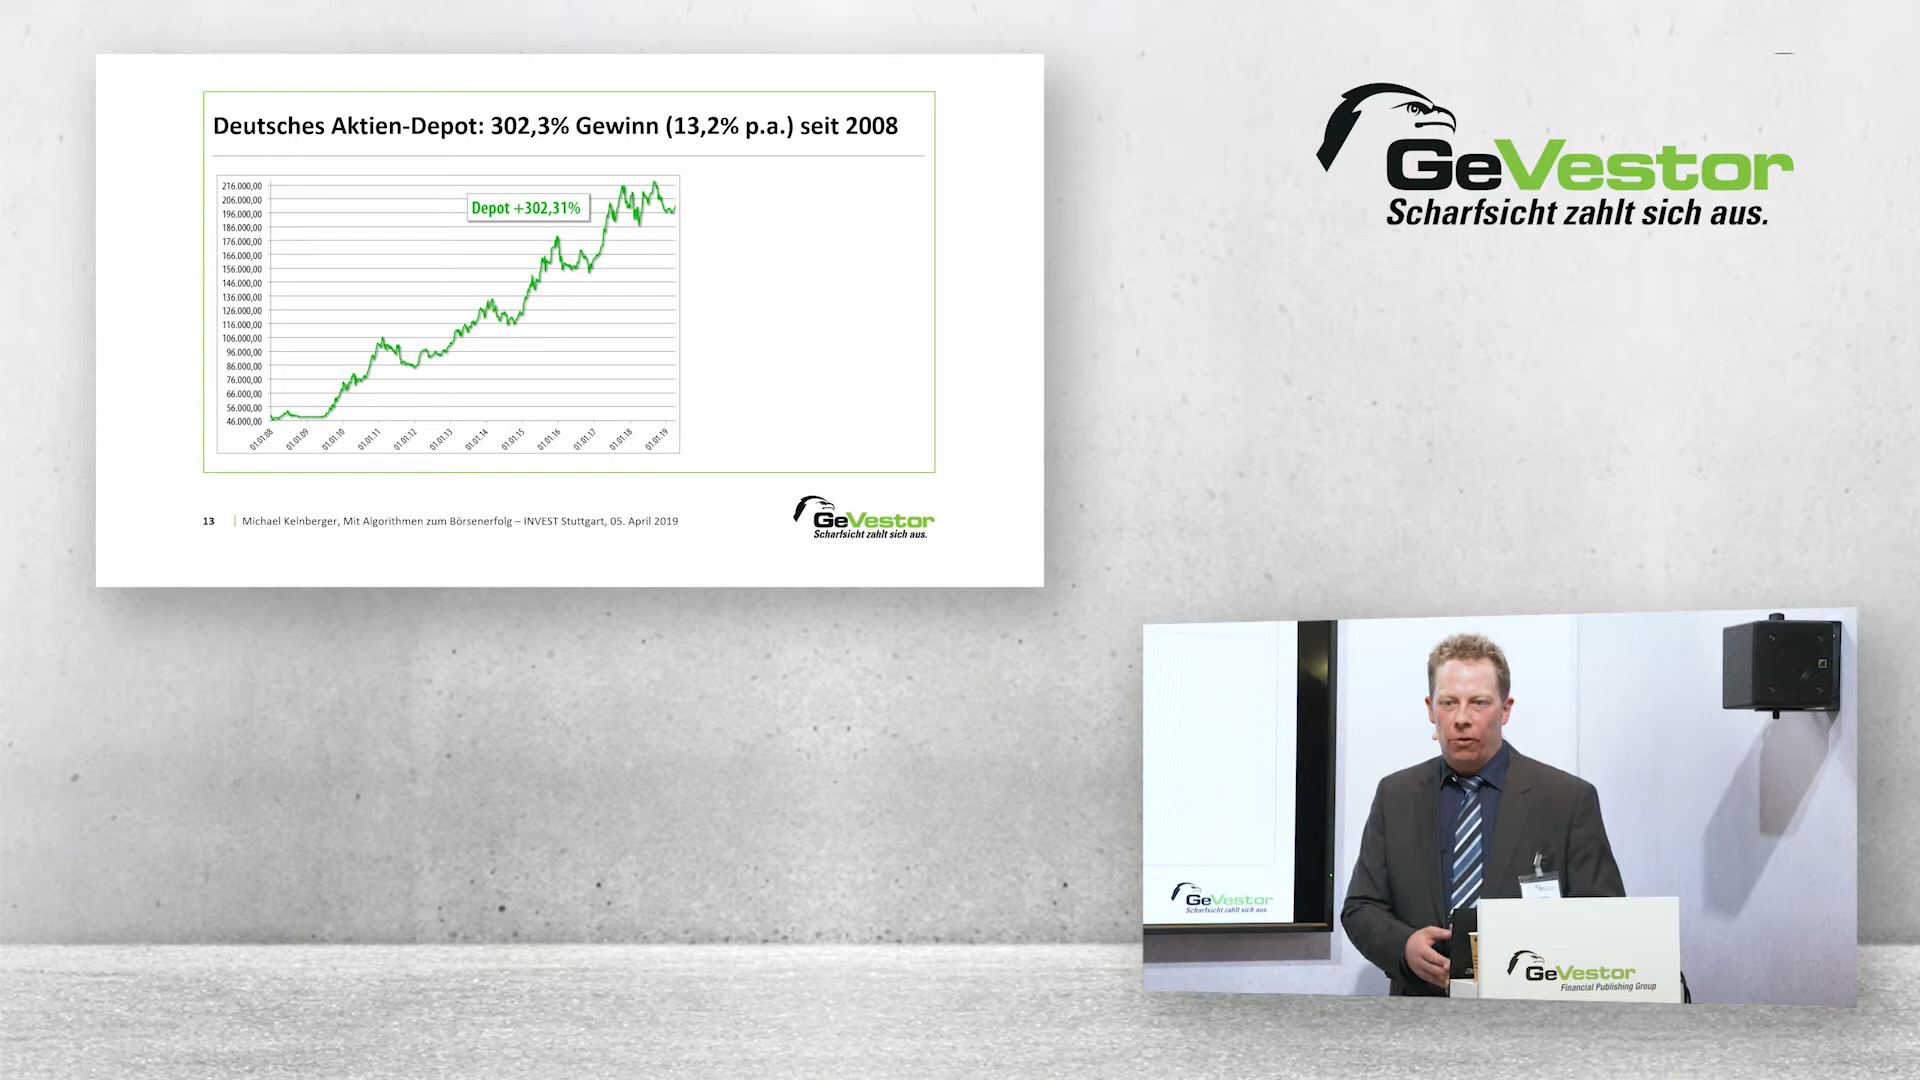 Deutsches Aktien-Depot: 302,3% Gewinn (13,2% p.a.) seit 2008
216.000,00
206.000,00
196.000,00
186.000,00
176.000,00
166.000,00
156.000,00
146.000,00
136.000,00
126.000,00
116.000,00
106.000,00
96.000,00
86.000,00
76.000,00
66.000,00
56.000,00
46.000,00
Depot +302,31%
01.01.08
01.01.09
01.01.10
01.01.11
01.01.12
01.01.13
01.01.14
01.01.15
01.01.16
01.01.17
01.01.18
01.01.19
13 Michael Kelnberger, Mit Algorithmen zum Börsenerfolg – INVEST Stuttgart, 05. April 2019
GeVestor
Scharfsicht zahlt sich aus.
GeVestor
Scharfsicht zahlt sich aus.
GeVestor
Scharfsicht zahlt sich aus.
GeVestor
Financial Publishing Group